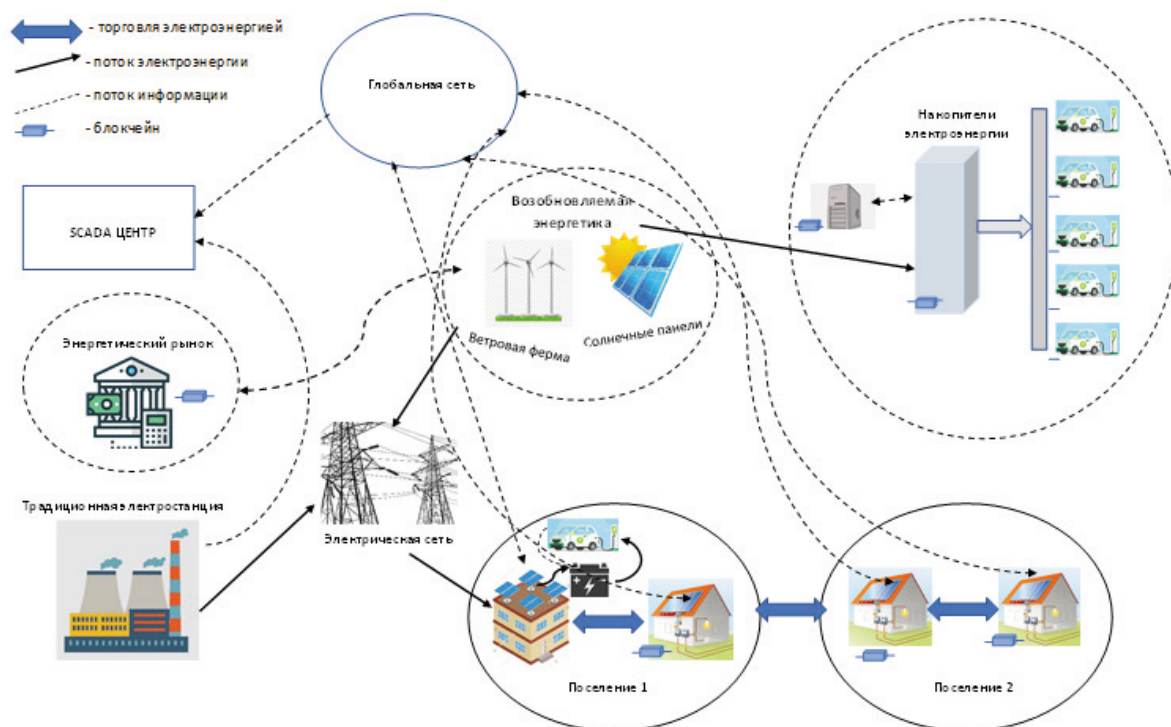 - торговля электроэнергией
- поток электроэнергии
- поток информации
- блокчейн
Глобальная сеть
Накопители
электроэнергии
SCADA ЦЕНТР
Возобновляемая
энергетика
Ветровая ферма
Солнечные панели
Энергетический рынок
Традиционная электростанция
Электрическая сеть
Поселение 1
Поселение 2